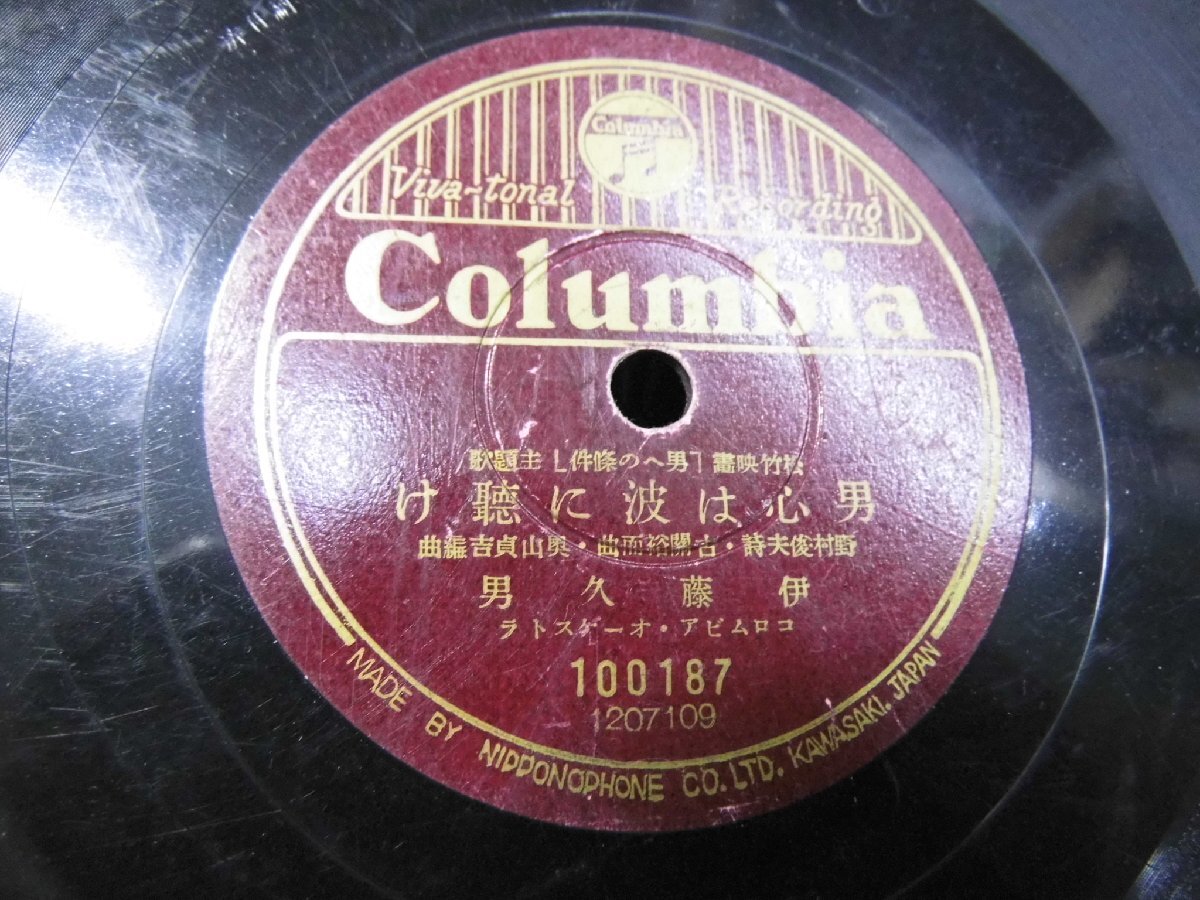 Columbia
Viva-tonal Recording
Columbia
松竹映畫「男への條件」主題歌
男心は波に聽け
野村俊夫詩・古關裕而曲・奥山貞吉編曲
伊藤久男
コロムビア・オーケストラ
100187
1207109
MADE BY NIPPONOPHONE CO. LTD. KAWASAKI, JAPAN